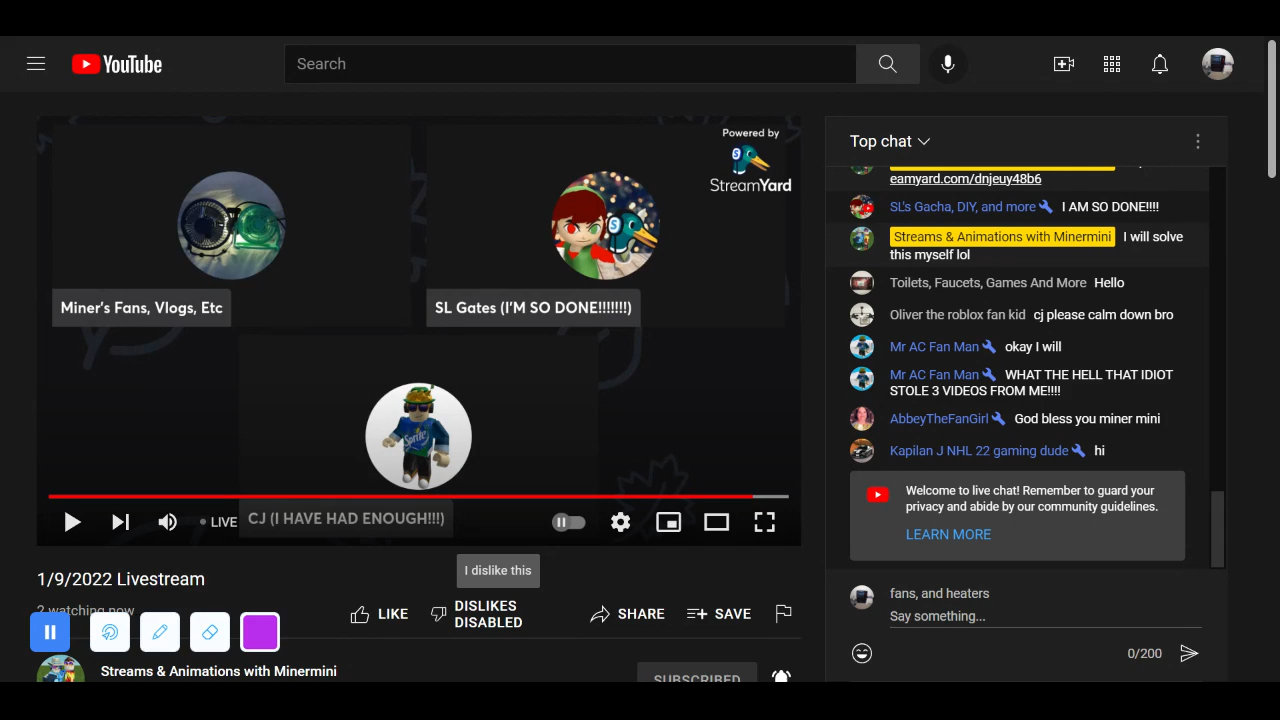 YouTube
Search
Powered by
StreamYard
Miner's Fans, Vlogs, Etc
SL Gates (I'M SO DONE!!!!!!!)
Sprite
LIVE
CJ (I HAVE HAD ENOUGH!!!)
I dislike this
1/9/2022 Livestream
2 watching now
LIKE
DISLIKES
DISABLED
SHARE
SAVE
Streams & Animations with Minermini
SUBSCRIBED
Top chat
eamyard.com/dnjeuy48b6
SL's Gacha, DIY, and more I AM SO DONE!!!!
Streams & Animations with Minermini I will solve
this myself lol
Toilets, Faucets, Games And More Hello
Oliver the roblox fan kid cj please calm down bro
Mr AC Fan Man okay I will
Mr AC Fan Man WHAT THE HELL THAT IDIOT
STOLE 3 VIDEOS FROM ME!!!!
AbbeyTheFanGirl God bless you miner mini
Kapilan J NHL 22 gaming dude hi
Welcome to live chat! Remember to guard your
privacy and abide by our community guidelines.
LEARN MORE
fans, and heaters
Say something...
0/200